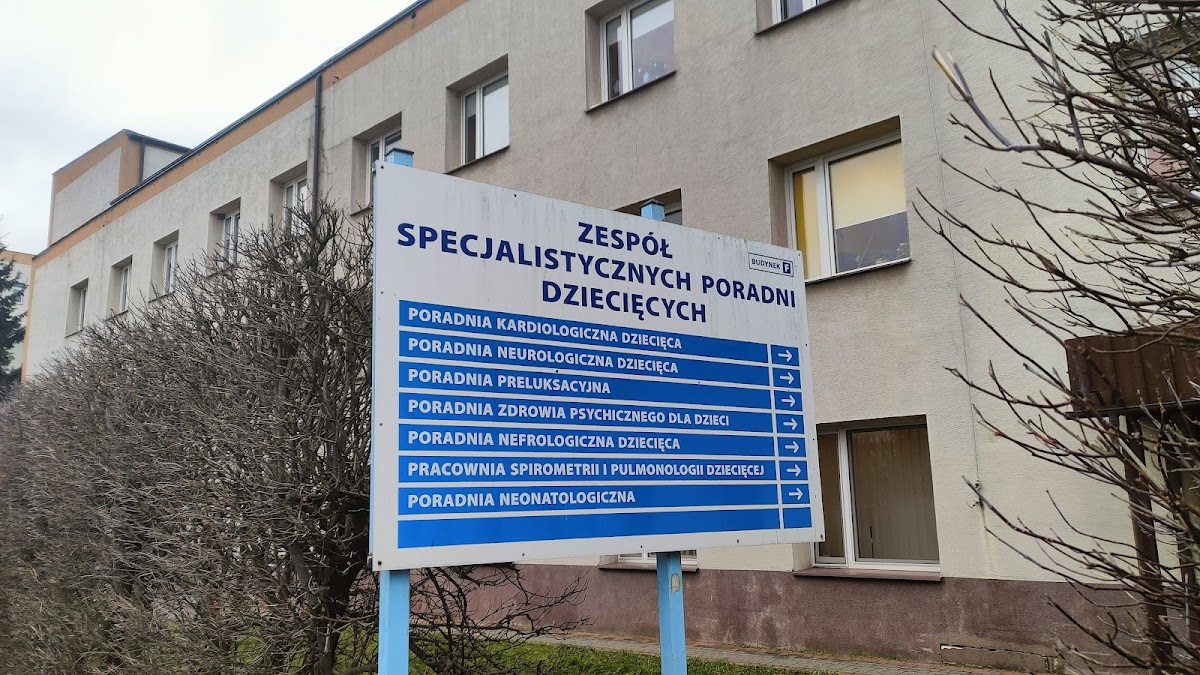 ZESPÓŁ
SPECJALISTYCZNYCH PORADNI
DZIECIĘCYCH
BUDYNEK F
PORADNIA KARDIOLOGICZNA DZIECIĘCA →
PORADNIA NEUROLOGICZNA DZIECIĘCA →
PORADNIA PRELUKSACYJNA →
PORADNIA ZDROWIA PSYCHICZNEGO DLA DZIECI →
PORADNIA NEFROLOGICZNA DZIECIĘCA →
PRACOWNIA SPIROMETRII I PULMONOLOGII DZIECIĘCEJ →
PORADNIA NEONATOLOGICZNA →